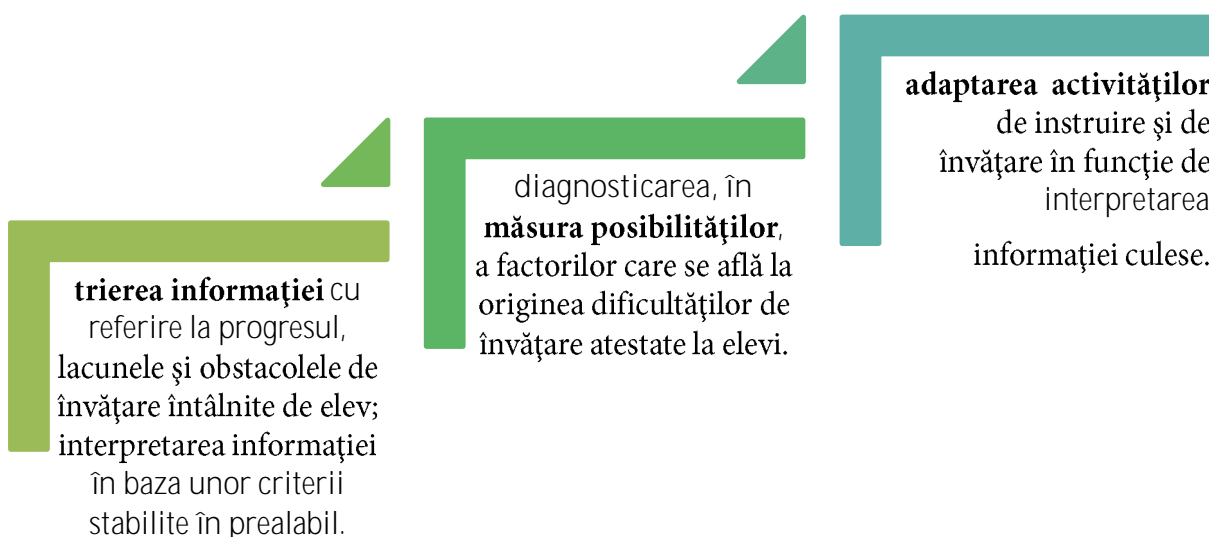 trierea informaţiei cu
referire la progresul,
lacunele şi obstacolele de
învăţare întâlnite de elev;
interpretarea informaţiei
în baza unor criterii
stabilite în prealabil.
diagnosticarea, în
măsura posibilităţilor,
a factorilor care se află la
originea dificultăţilor de
învăţare atestate la elevi.
adaptarea activităţilor
de instruire şi de
învăţare în funcţie de
interpretarea
informaţiei culese.